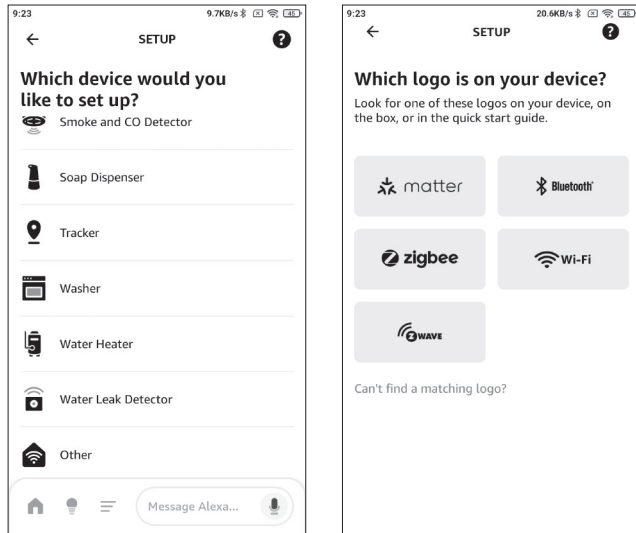 9:23
9.7KB/s
45
SETUP
?
Which device would you
like to set up?
Smoke and CO Detector
Soap Dispenser
Tracker
Washer
Water Heater
Water Leak Detector
Other
Message Alexa...
9:23
20.6KB/s
45
SETUP
?
Which logo is on your device?
Look for one of these logos on your device, on
the box, or in the quick start guide.
matter
Bluetooth®
zigbee
Wi-Fi
Z WAVE
Can't find a matching logo?